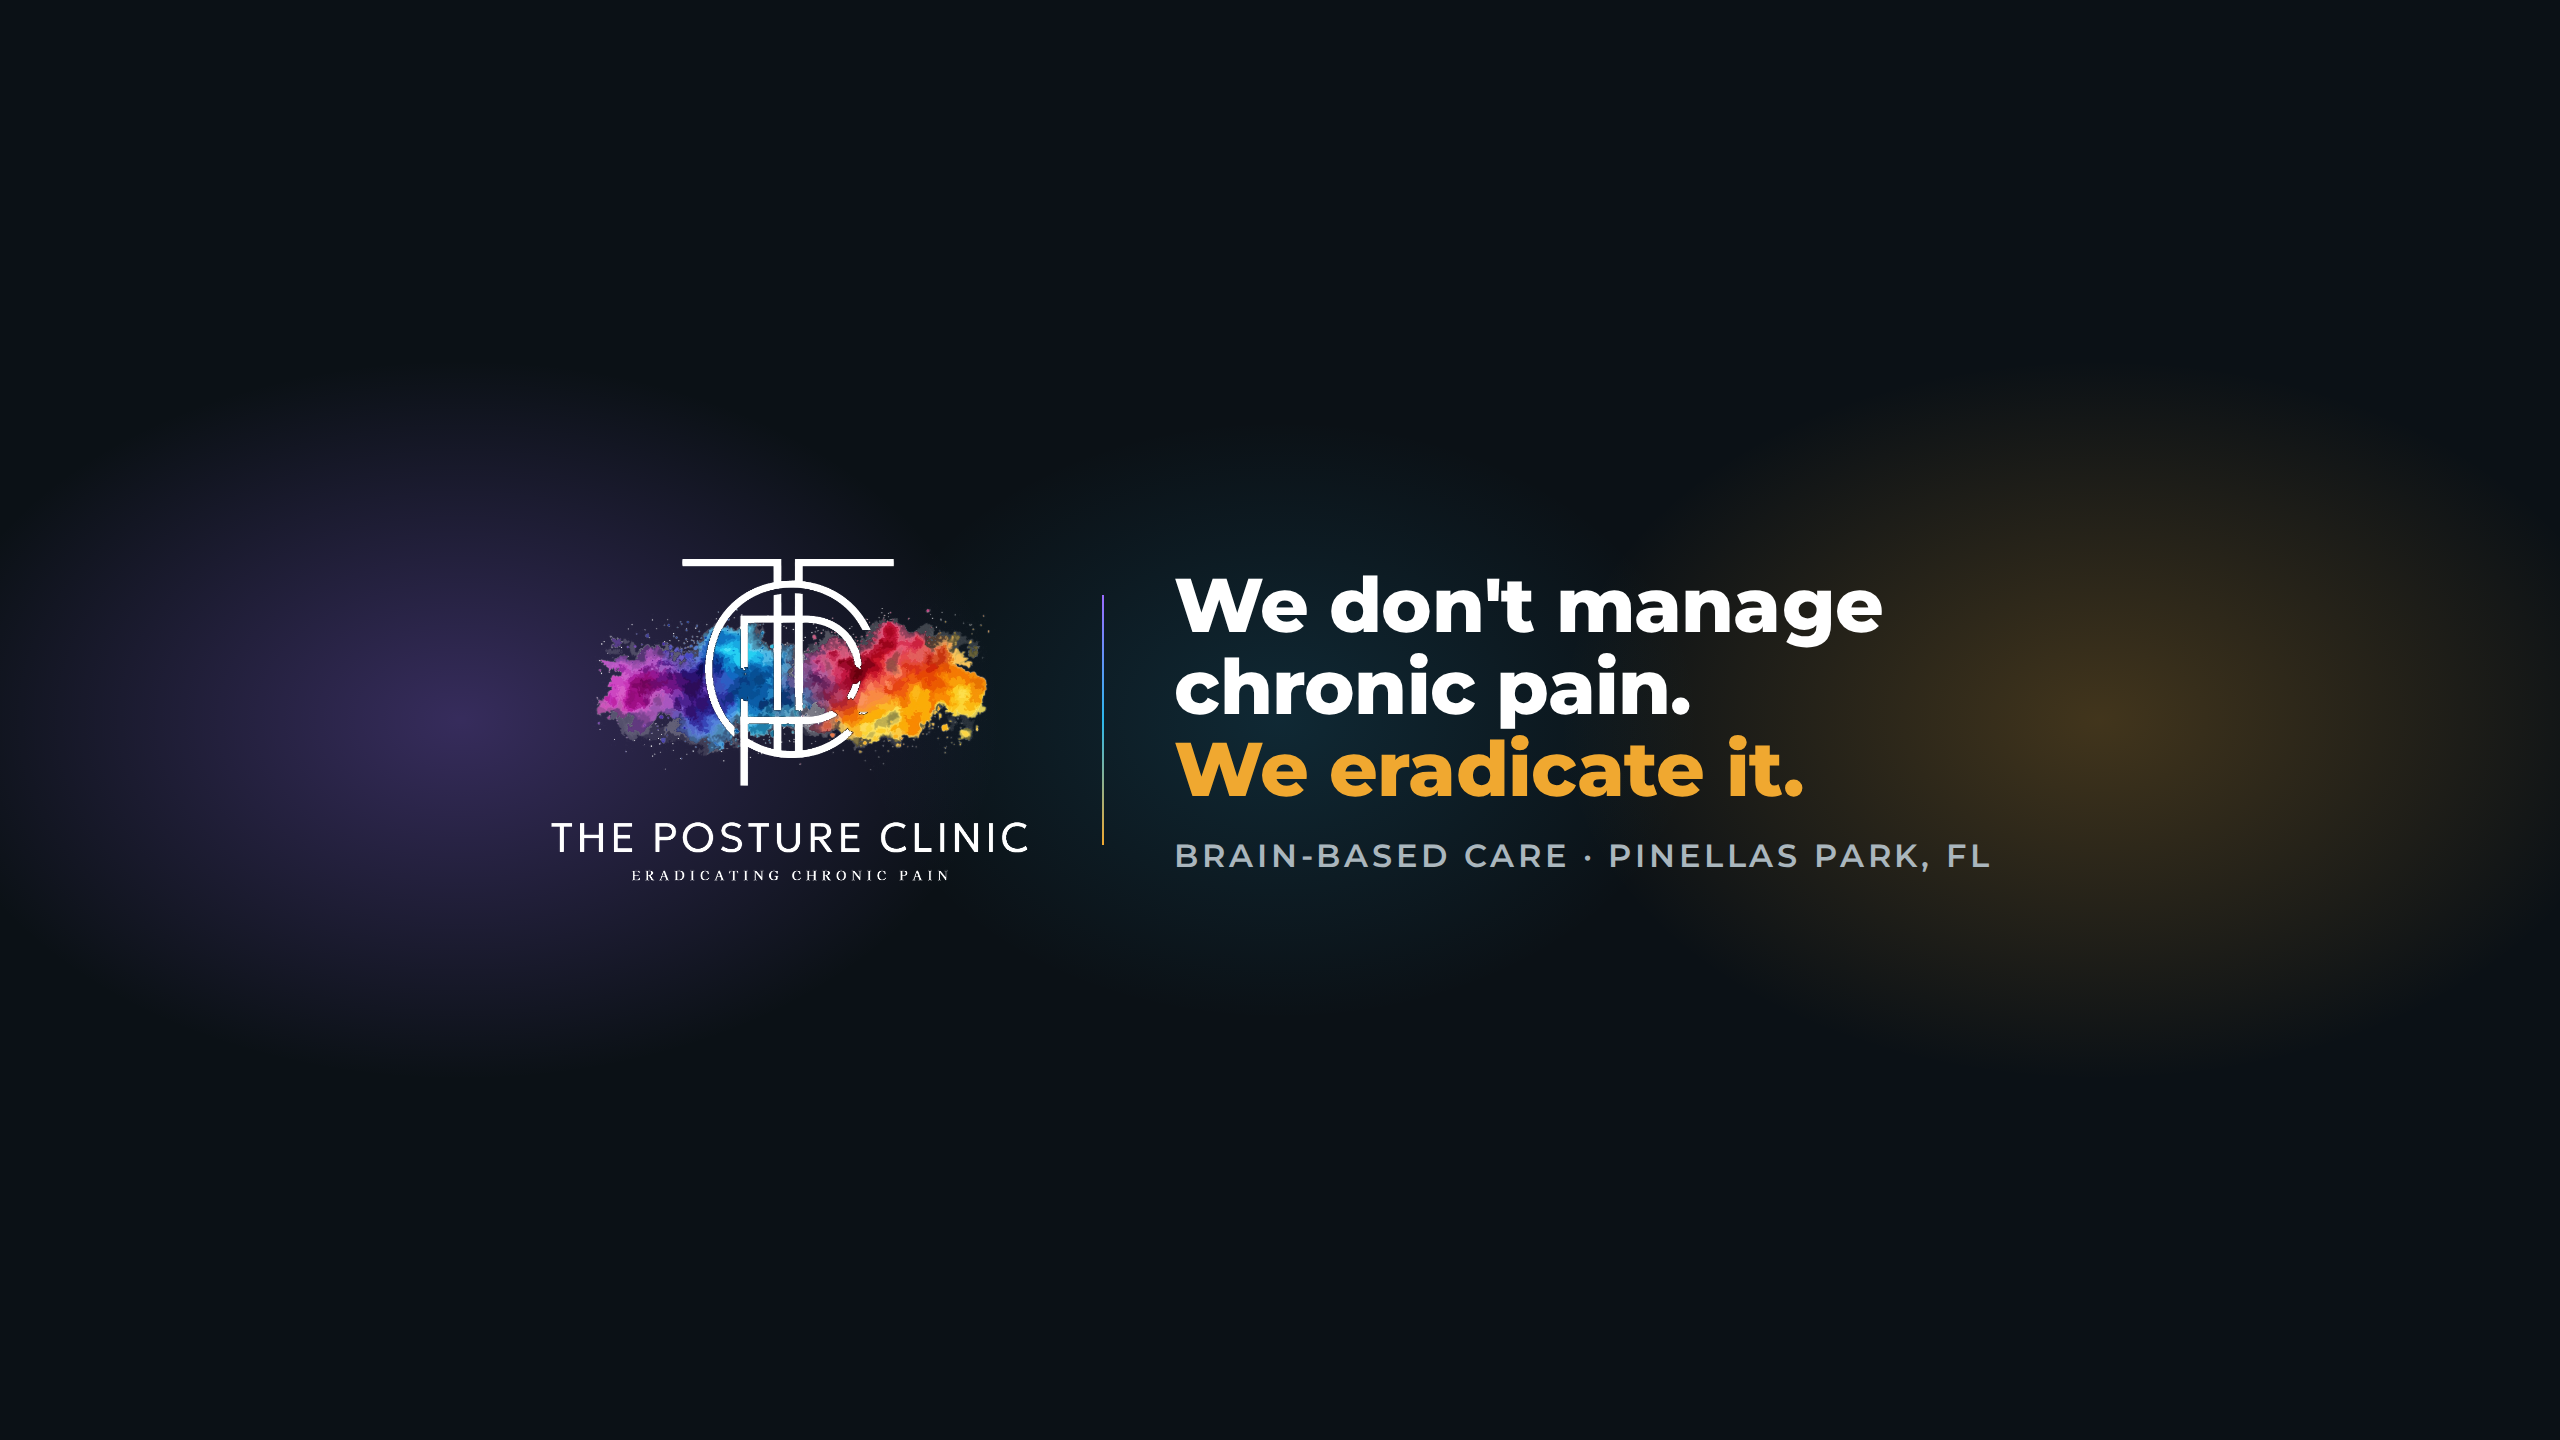 THE POSTURE CLINIC
ERADICATING CHRONIC PAIN
We don't manage
chronic pain.
We eradicate it.
BRAIN-BASED CARE · PINELLAS PARK, FL